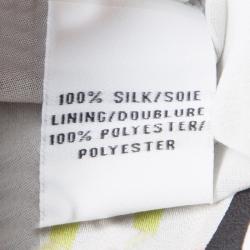 100% SILK/SOIE
LINING/DOUBLURE
100% POLYESTER/
POLYESTER